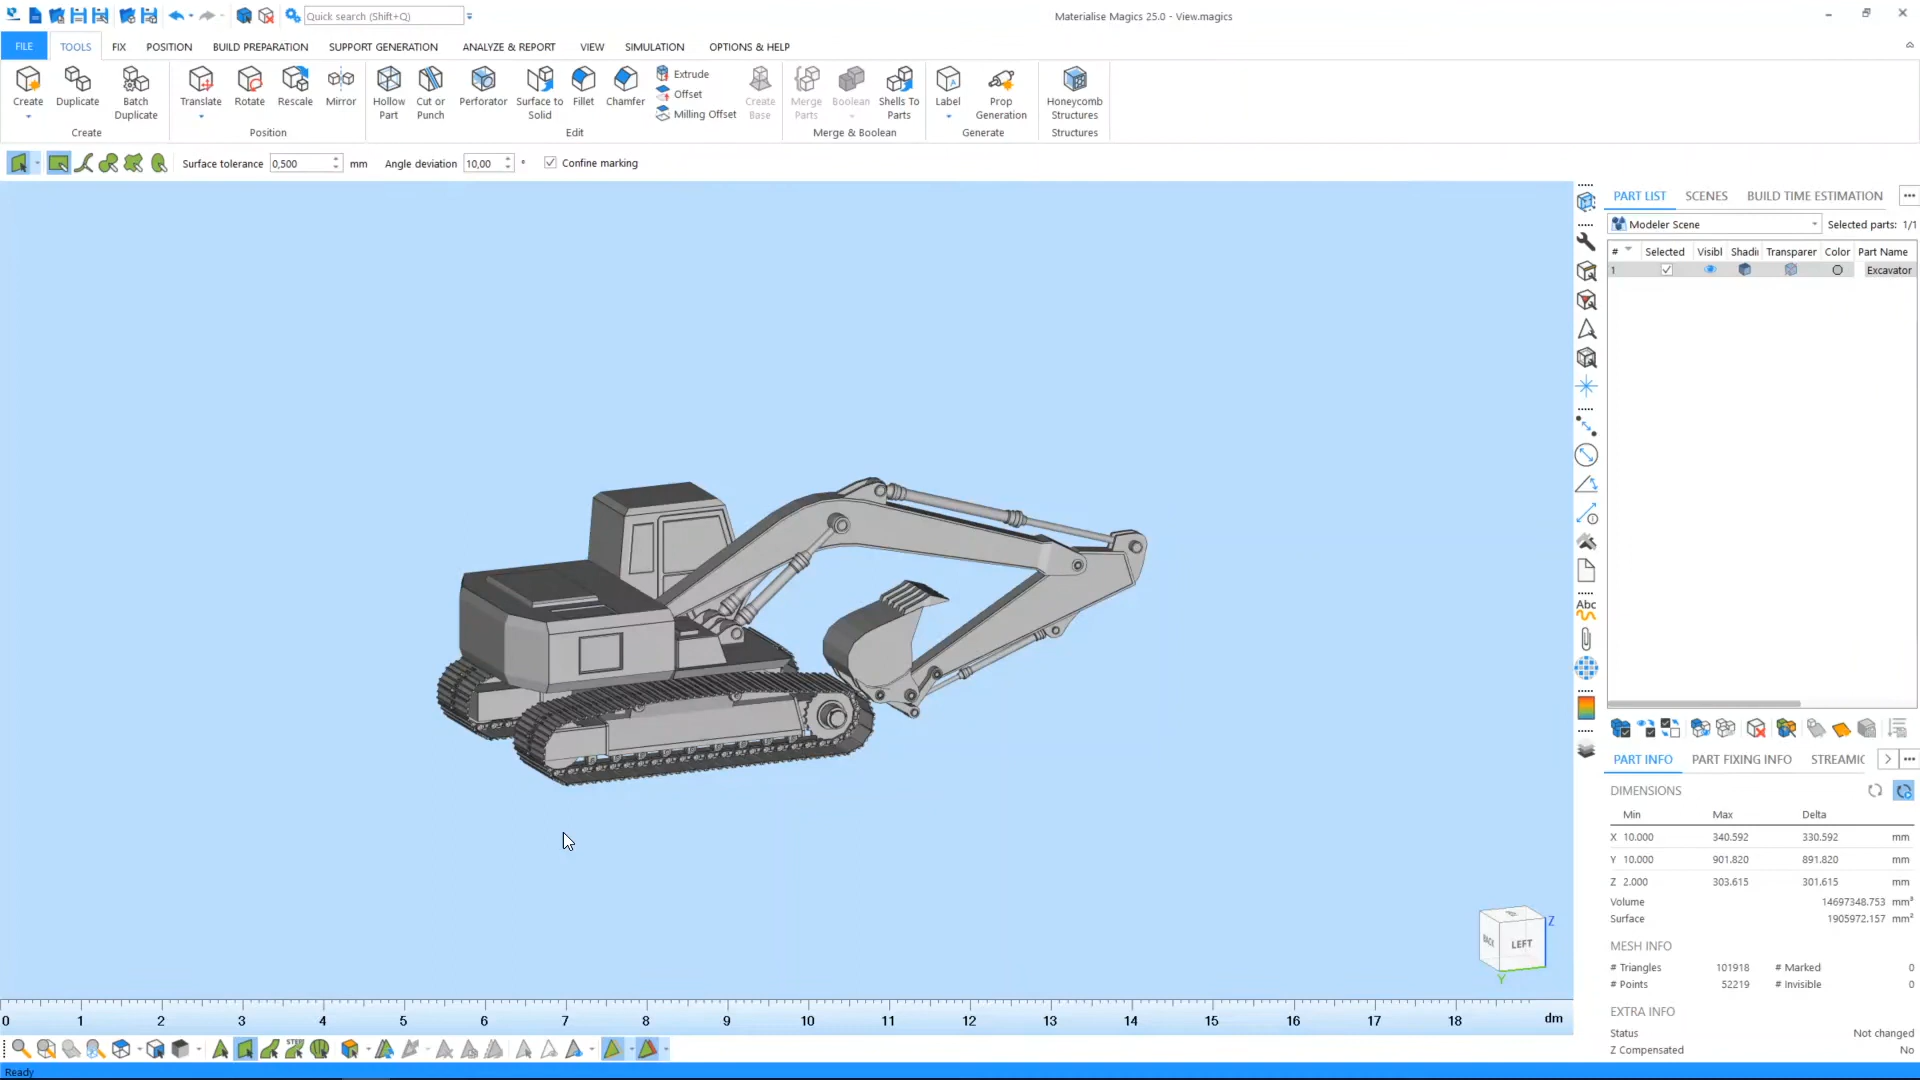 Quick search (Shift+Q)
Materialise Magics 25.0 - View.magics
FILE TOOLS FIX POSITION BUILD PREPARATION SUPPORT GENERATION ANALYZE & REPORT VIEW SIMULATION OPTIONS & HELP
Create Duplicate Batch Duplicate Translate Rotate Rescale Mirror Hollow Part Cut or Punch Perforator Surface to Solid Fillet Chamfer Extrude Offset Milling Offset Create Base Merge Parts Boolean Shells To Parts Label Prop Generation Honeycomb Structures
Create Position Edit Merge & Boolean Generate Structures
Surface tolerance 0,500 mm Angle deviation 10,00 ° Confine marking
PART LIST SCENES BUILD TIME ESTIMATION
Modeler Scene Selected parts: 1/1
# Selected Visibl Shadin Transparer Color Part Name
1 Excavator
Abc
PART INFO PART FIXING INFO STREAMIC
DIMENSIONS
Min Max Delta
X 10.000 340.592 330.592 mm
Y 10.000 901.820 891.820 mm
Z 2.000 303.615 301.615 mm
Volume 14697348.753 mm³
Surface 1905972.157 mm²
MESH INFO
# Triangles 101918 # Marked 0
# Points 52219 # Invisible 0
EXTRA INFO
Status Not changed
Z Compensated No
BACK LEFT Z
Y
0 1 2 3 4 5 6 7 8 9 10 11 12 13 14 15 16 17 18 dm
STEP
Ready